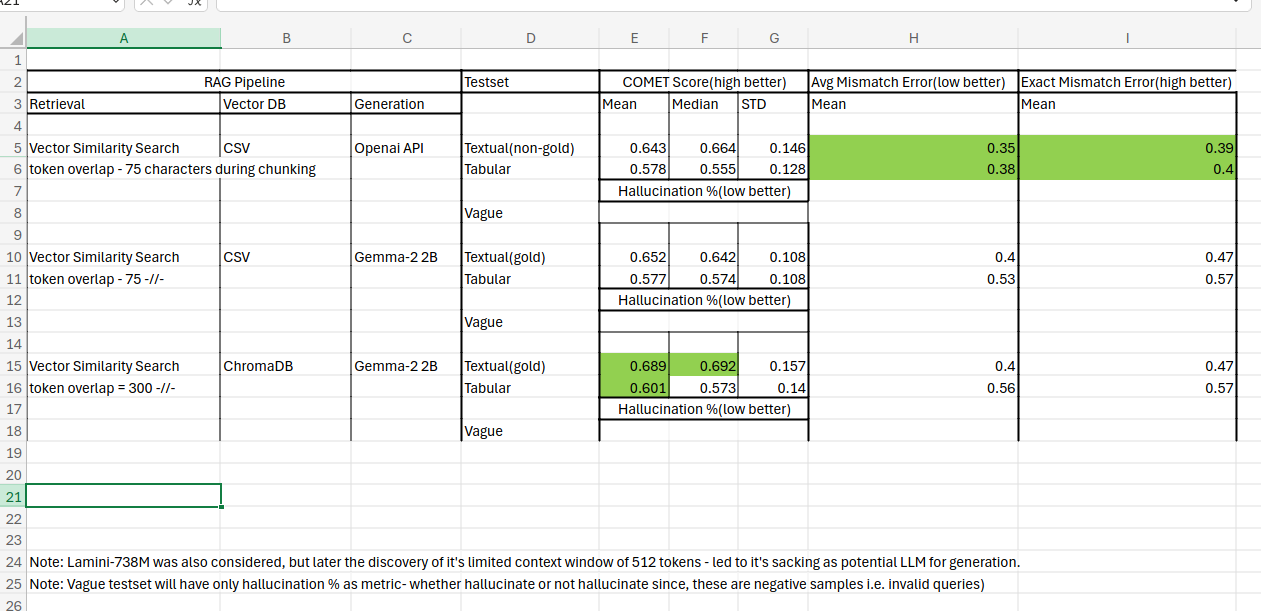 A21
A B C D E F G H I
1
2 RAG Pipeline Testset COMET Score(high better) Avg Mismatch Error(low better) Exact Mismatch Error(high better)
3 Retrieval Vector DB Generation Mean Median STD Mean Mean
4
5 Vector Similarity Search CSV Openai API Textual(non-gold) 0.643 0.664 0.146 0.35 0.39
6 token overlap - 75 characters during chunking Tabular 0.578 0.555 0.128 0.38 0.4
7 Hallucination %(low better)
8 Vague
9
10 Vector Similarity Search CSV Gemma-2 2B Textual(gold) 0.652 0.642 0.108 0.4 0.47
11 token overlap - 75 -//- Tabular 0.577 0.574 0.108 0.53 0.57
12 Hallucination %(low better)
13 Vague
14
15 Vector Similarity Search ChromaDB Gemma-2 2B Textual(gold) 0.689 0.692 0.157 0.4 0.47
16 token overlap = 300 -//- Tabular 0.601 0.573 0.14 0.56 0.57
17 Hallucination %(low better)
18 Vague
19
20
21
22
23
24 Note: Lamini-738M was also considered, but later the discovery of it's limited context window of 512 tokens - led to it's sacking as potential LLM for generation.
25 Note: Vague testset will have only hallucination % as metric- whether hallucinate or not hallucinate since, these are negative samples i.e. invalid queries)
26